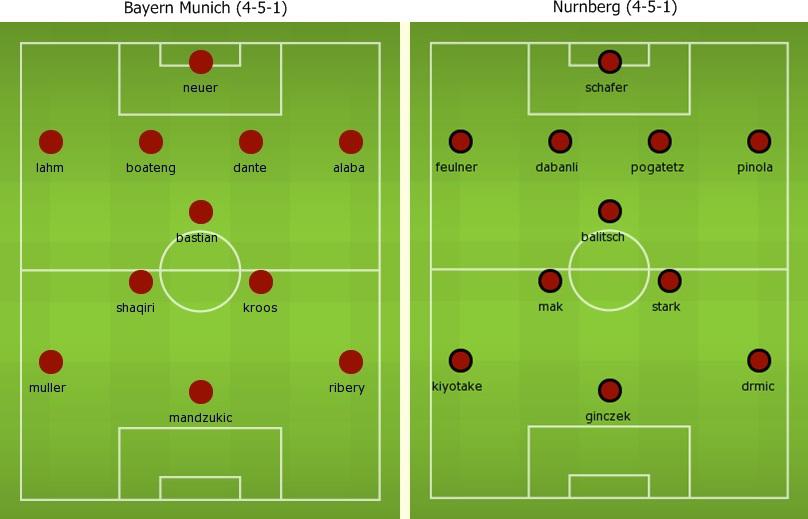 Bayern Munich (4-5-1)
neuer
lahm
boateng
dante
alaba
bastian
shaqiri
kroos
muller
ribery
mandzukic
Nurnberg (4-5-1)
schafer
feulner
dabanli
pogatetz
pinola
balitsch
mak
stark
kiyotake
drmic
ginczek